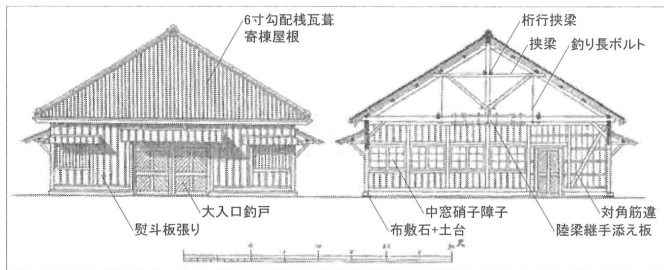 6寸勾配桟瓦葺
寄棟屋根
桁行挟梁
挟梁
釣り長ボルト
熨斗板張り
大入口釣戸
中窓硝子障子
布敷石+土台
対角筋違
陸梁継手添え板
尺